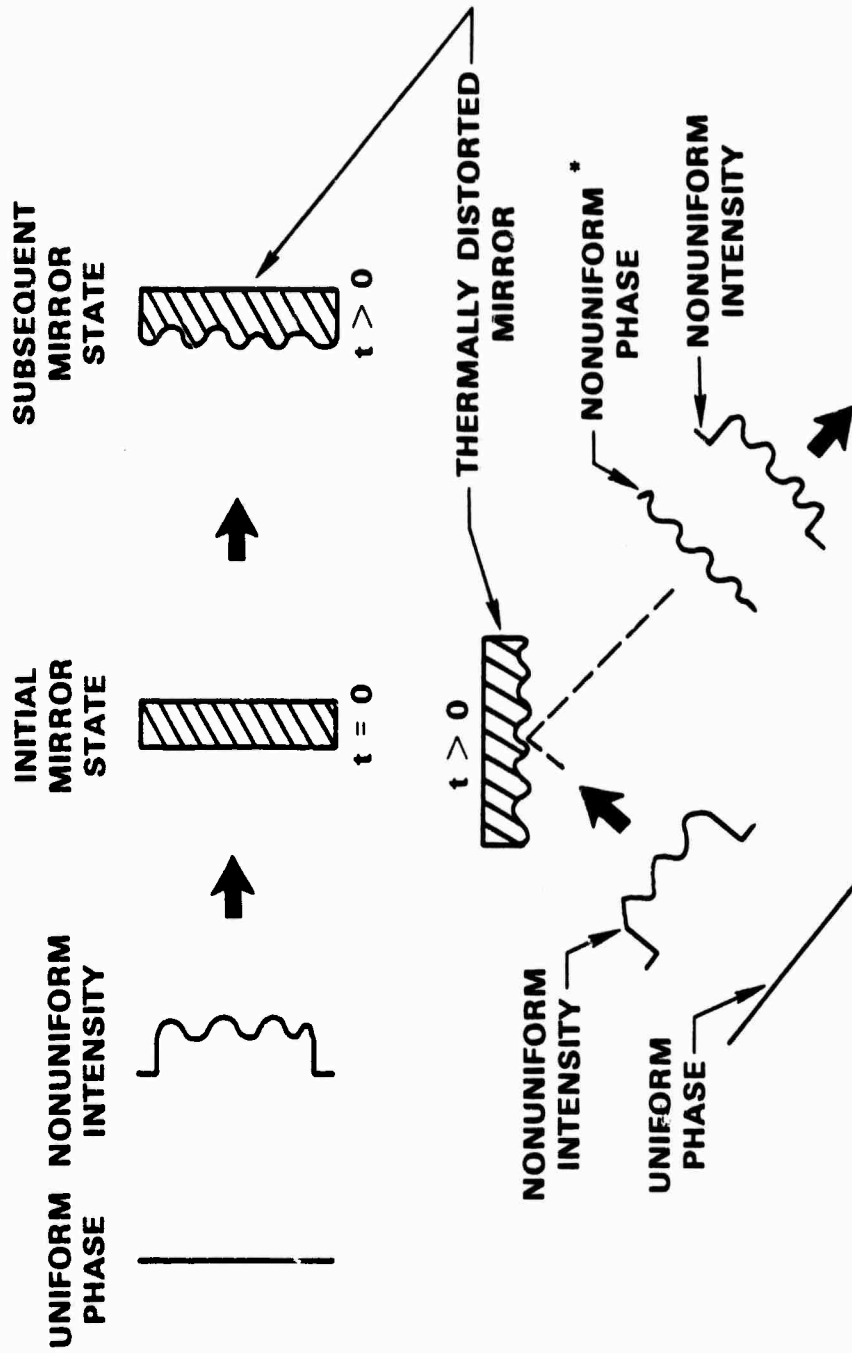 UNIFORM
PHASE
NONUNIFORM
INTENSITY
INITIAL
MIRROR
STATE
t = 0
SUBSEQUENT
MIRROR
STATE
t > 0
t > 0
THERMALLY DISTORTED
MIRROR
NONUNIFORM
INTENSITY
UNIFORM
PHASE
NONUNIFORM *
PHASE
NONUNIFORM
INTENSITY